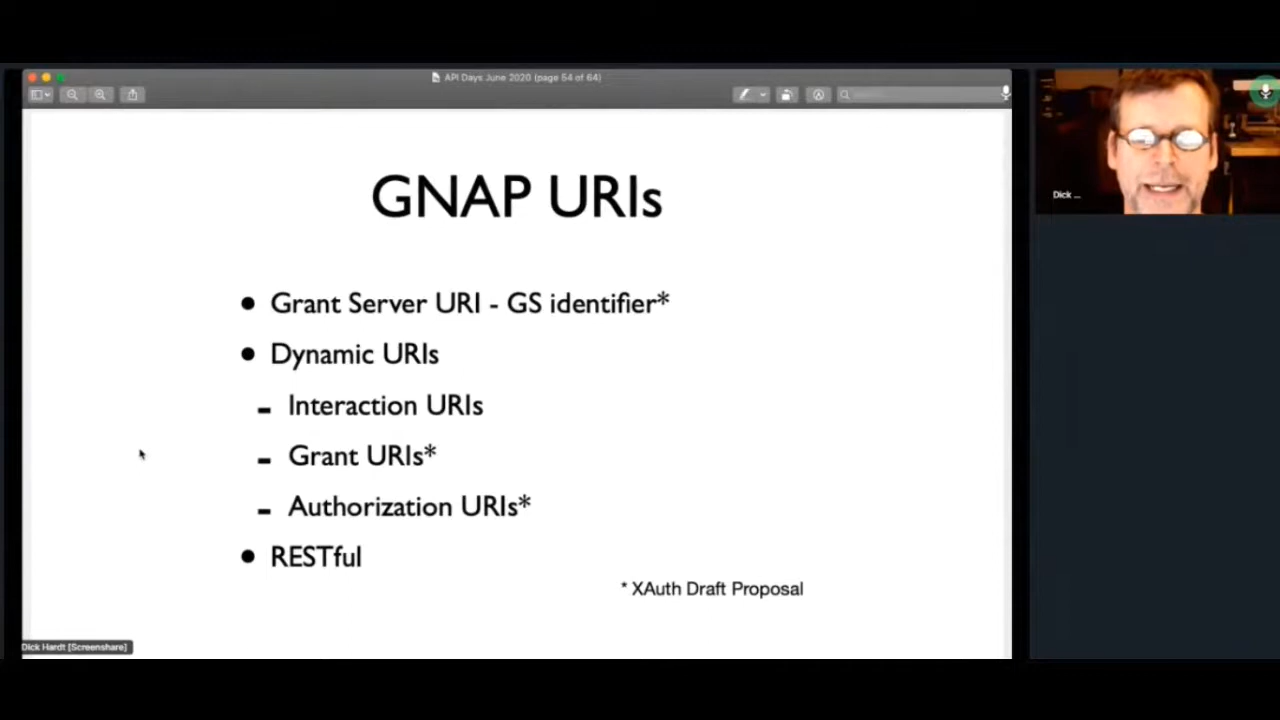 API Days June 2020 (page 54 of 64)
GNAP URIs
• Grant Server URI - GS identifier*
• Dynamic URIs
- Interaction URIs
- Grant URIs*
- Authorization URIs*
• RESTful
* XAuth Draft Proposal
Dick Hardt [Screenshare]
Dick ...